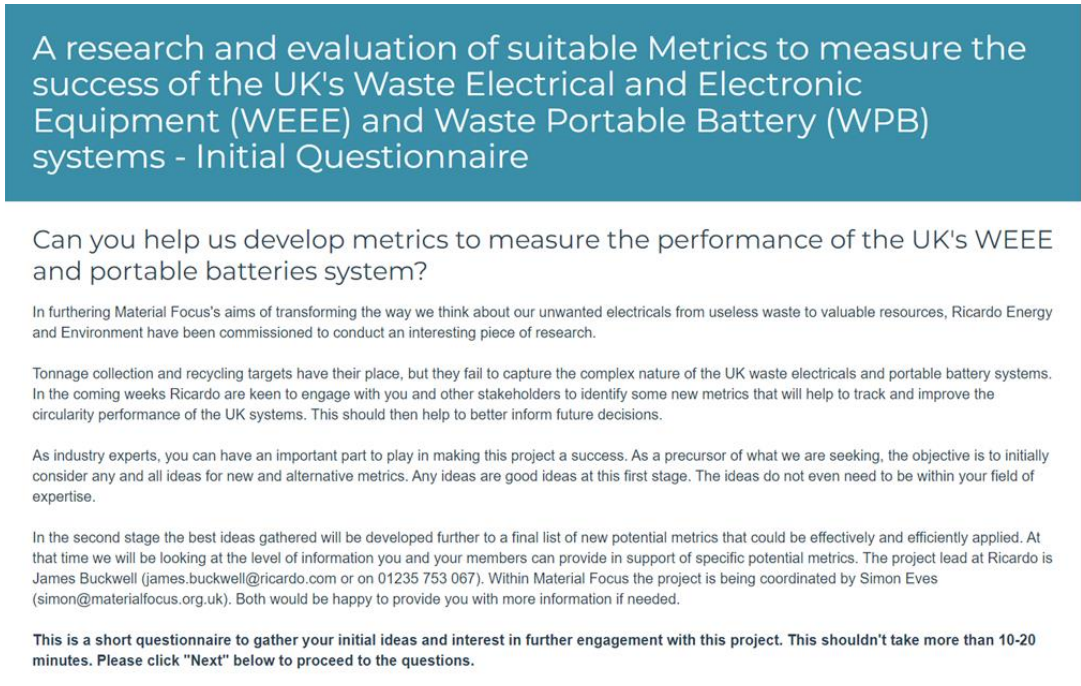 A research and evaluation of suitable Metrics to measure the
success of the UK's Waste Electrical and Electronic
Equipment (WEEE) and Waste Portable Battery (WPB)
systems - Initial Questionnaire
Can you help us develop metrics to measure the performance of the UK's WEEE
and portable batteries system?
In furthering Material Focus's aims of transforming the way we think about our unwanted electricals from useless waste to valuable resources, Ricardo Energy
and Environment have been commissioned to conduct an interesting piece of research.
Tonnage collection and recycling targets have their place, but they fail to capture the complex nature of the UK waste electricals and portable battery systems.
In the coming weeks Ricardo are keen to engage with you and other stakeholders to identify some new metrics that will help to track and improve the
circularity performance of the UK systems. This should then help to better inform future decisions.
As industry experts, you can have an important part to play in making this project a success. As a precursor of what we are seeking, the objective is to initially
consider any and all ideas for new and alternative metrics. Any ideas are good ideas at this first stage. The ideas do not even need to be within your field of
expertise.
In the second stage the best ideas gathered will be developed further to a final list of new potential metrics that could be effectively and efficiently applied. At
that time we will be looking at the level of information you and your members can provide in support of specific potential metrics. The project lead at Ricardo is
James Buckwell (james.buckwell@ricardo.com or on 01235 753 067). Within Material Focus the project is being coordinated by Simon Eves
(simon@materialfocus.org.uk). Both would be happy to provide you with more information if needed.
This is a short questionnaire to gather your initial ideas and interest in further engagement with this project. This shouldn't take more than 10-20
minutes. Please click "Next" below to proceed to the questions.